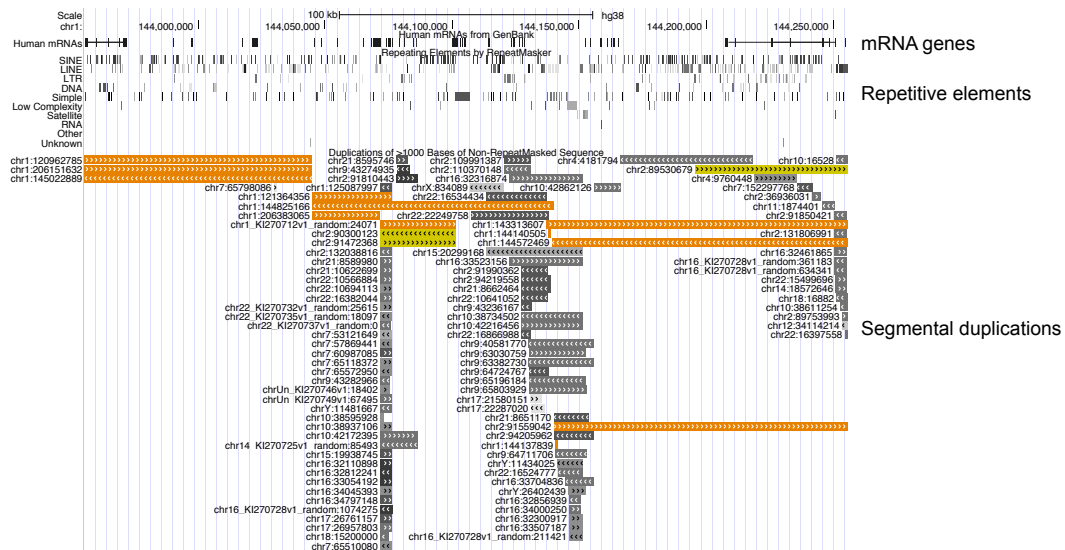 Scale 100 kb hg38
chr1: 144,000,000 144,050,000 144,100,000 144,150,000 144,200,000 144,250,000
Human mRNAs from GenBank
Human mRNAs mRNA genes
Repeating Elements by RepeatMasker
SINE
LINE
LTR
DNA
Simple Repetitive elements
Low Complexity
Satellite
RNA
Other
Unknown
Duplications of >1000 Bases of Non-RepeatMasked Sequence
chr1:120962785 chr21:8595746 chr2:109991387 chr4:4181794 chr10:16528
chr1:206151632 chr9:43274935 chr2:110370148 chr2:89530679
chr1:145022889 chr2:91810443 chr16:32316874 chr4:9760448
chr7:65798086 chr1:125087997 chrX:834089 chr10:42862126 chr7:152297768
chr1:121364356 chr22:16534434 chr2:36936031
chr1:144825166 chr11:1874401
chr1:206383065 chr22:22249758 chr2:91850421
chr1_KI270712v1_random:24071 chr1:143313607
chr2:90300123 chr1:144140505 chr2:131806991
chr2:91472368 chr1:144572469
chr2:132038816 chr15:20299168 chr16:32461865
chr21:8589980 chr16:33523156 chr16_KI270728v1_random:361183
chr21:10622699 chr2:91990362 chr16_KI270728v1_random:634341
chr22:10566884 chr2:94219558 chr22:15499696
chr22:10694113 chr21:8662464 chr14:18572646
chr22:16382044 chr22:10641052 chr18:16882
chr22_KI270732v1_random:25615 chr9:43236167 chr10:38611254
chr22_KI270735v1_random:18097 chr10:38734502 chr2:89753993
chr22_KI270737v1_random:0 chr10:42216456 chr12:34114214
chr7:53121649 chr22:16866988 chr22:16397558 Segmental duplications
chr7:57869441 chr9:40581770
chr7:60987085 chr9:63030759
chr7:65118372 chr9:63382730
chr7:65572950 chr9:64724767
chr9:43282966 chr9:65196184
chrUn_KI270746v1:18402 chr9:65803929
chrUn_KI270749v1:67495 chr17:21580151
chrY:11481667 chr17:22287020
chr10:38595928 chr21:8651170
chr10:38937106 chr2:91559042
chr10:42172395 chr2:94205962
chr14_KI270725v1_random:85493 chr1:144137839
chr15:19938745 chr9:64711706
chr16:32110898 chrY:11434025
chr16:32812241 chr22:16524777
chr16:33054192 chr16:33704836
chr16:34045393 chrY:26402439
chr16:34797148 chr16:32856939
chr16_KI270728v1_random:1074275 chr16:34000250
chr17:26761157 chr16:32300917
chr17:26957803 chr16:33507187
chr18:15200000 chr16_KI270728v1_random:211421
chr7:65510080